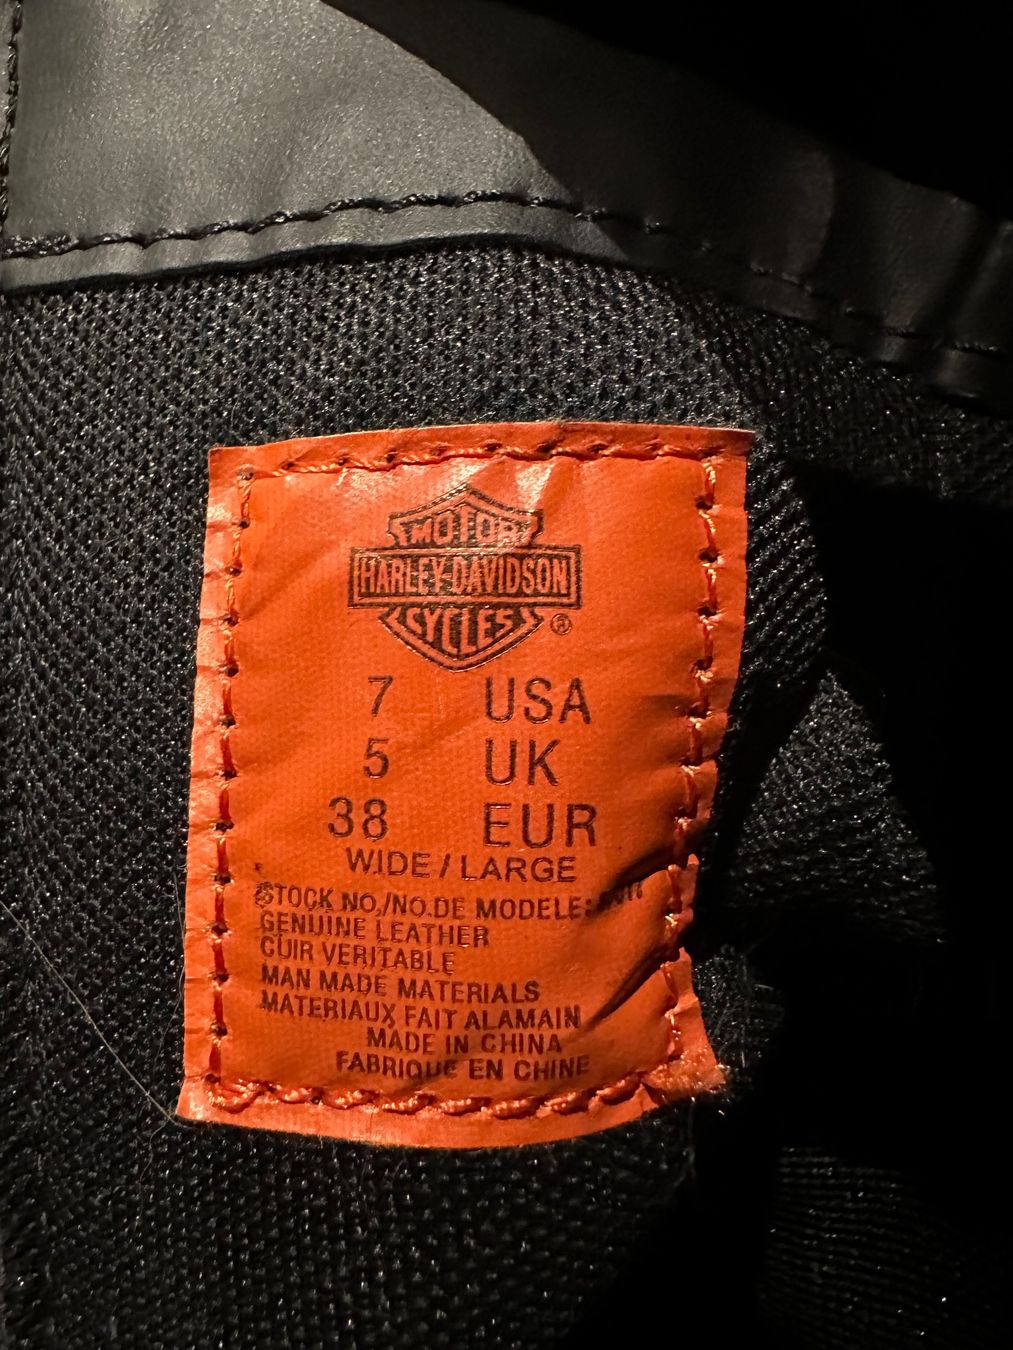 MOTOR
HARLEY-DAVIDSON
CYCLES ®
7 USA
5 UK
38 EUR
WIDE / LARGE
STOCK NO./NO.DE MODELE:
GENUINE LEATHER
CUIR VERITABLE
MAN MADE MATERIALS
MATERIAUX FAIT ALAMAIN
MADE IN CHINA
FABRIQUE EN CHINE